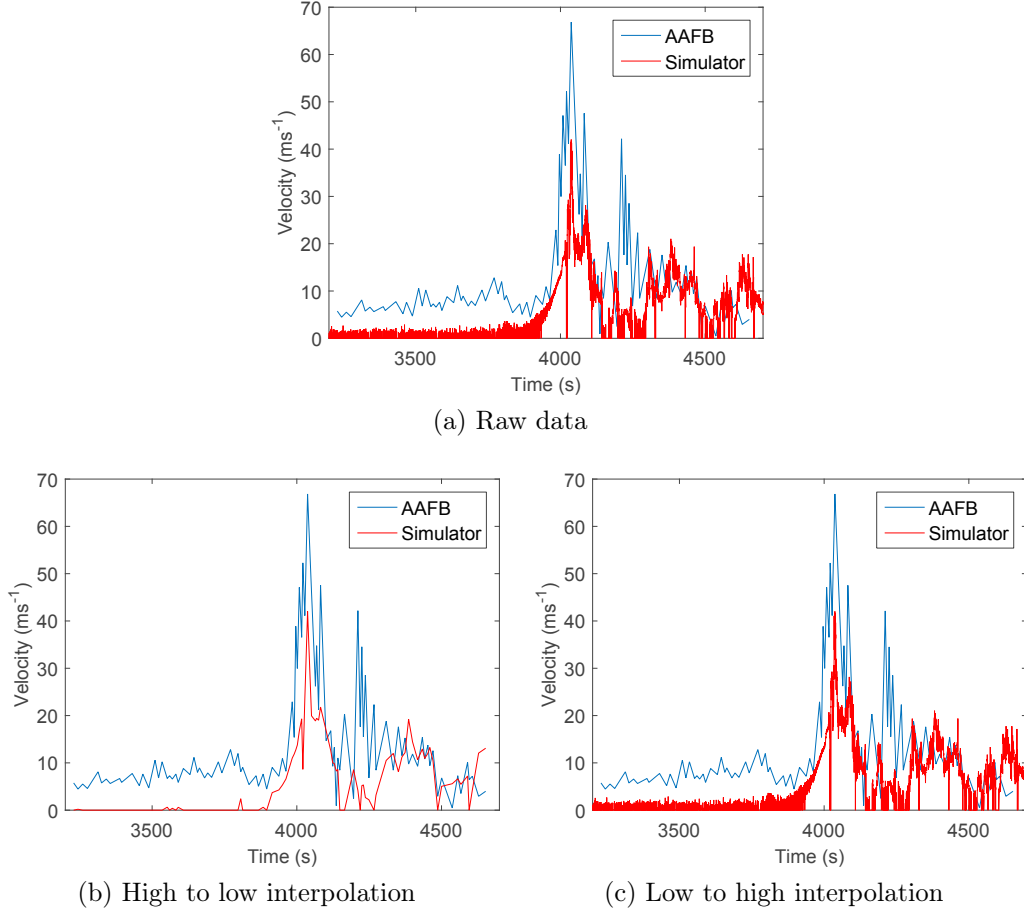 70
60
50
40
30
20
10
0
Velocity (ms-1)
AAFB
Simulator
3500
4000
4500
Time (s)
(a) Raw data
70
60
50
40
30
20
10
0
Velocity (ms-1)
AAFB
Simulator
3500
4000
4500
Time (s)
(b) High to low interpolation
70
60
50
40
30
20
10
0
Velocity (ms-1)
AAFB
Simulator
3500
4000
4500
Time (s)
(c) Low to high interpolation